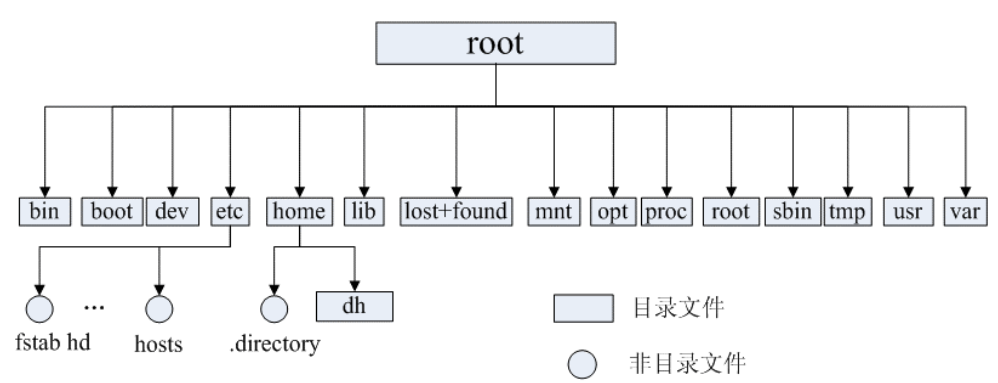 root
bin boot dev etc home lib lost+found mnt opt proc root sbin tmp usr var
... dh
目录文件
fstab hd hosts .directory
非目录文件